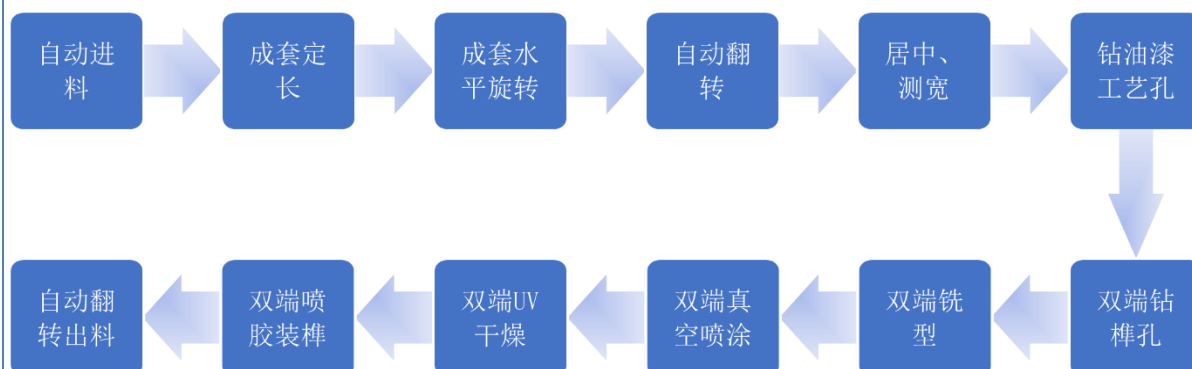 自动进
料
成套定
长
成套水
平旋转
自动翻
转
居中、
测宽
钻油漆
工艺孔
双端钻
榫孔
双端铣
型
双端真
空喷涂
双端UV
干燥
双端喷
胶装榫
自动翻
转出料